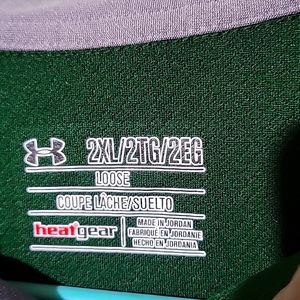 2XL/2TG/2EG
LOOSE
COUPE LÂCHE/SUELTO
heatgear
MADE IN JORDAN
FABRIQUÉ EN JORDANIE
HECHO EN JORDANIA